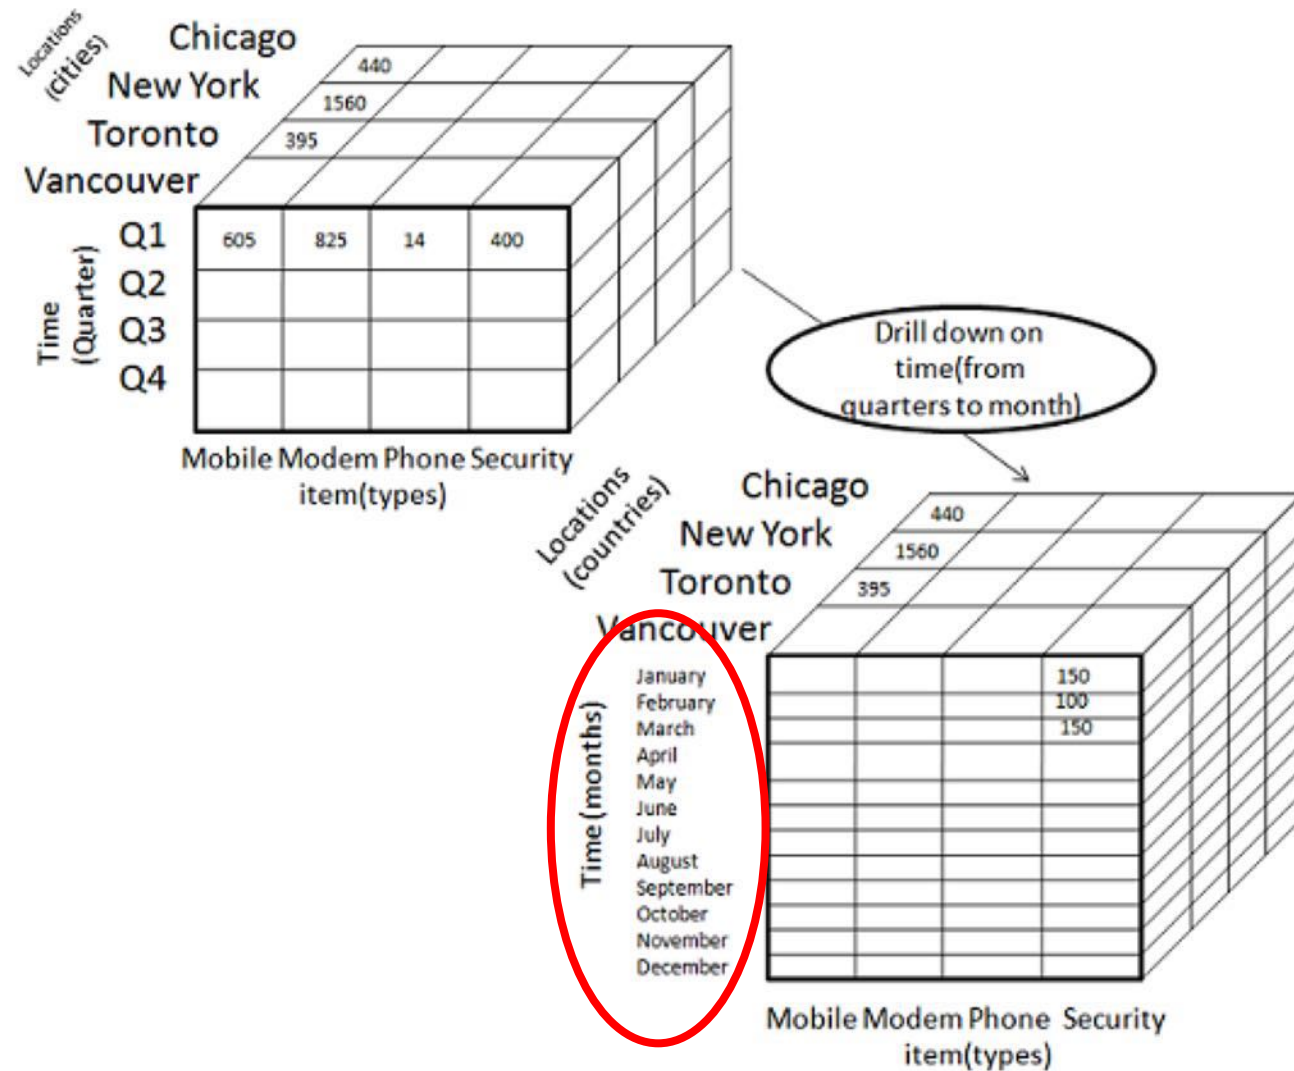 Locations
(cities)
Chicago
New York
Toronto
Vancouver
440
1560
395
Time
(Quarter)
Q1
Q2
Q3
Q4
605 825 14 400
Mobile Modem Phone Security
item(types)
Drill down on
time(from
quarters to month)
Locations
(countries)
Chicago
New York
Toronto
Vancouver
440
1560
395
Time (months)
January
February
March
April
May
June
July
August
September
October
November
December
150
100
150
Mobile Modem Phone Security
item(types)